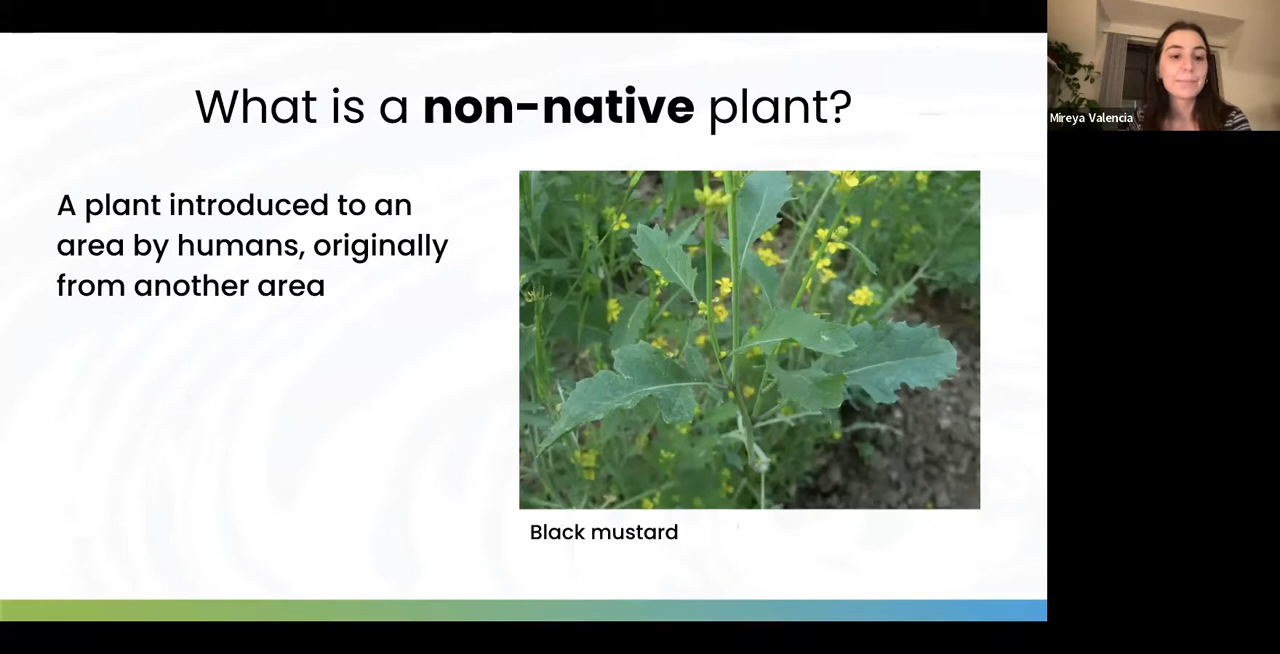 What is a non-native plant?
A plant introduced to an
area by humans, originally
from another area
Black mustard
Mireya Valencia